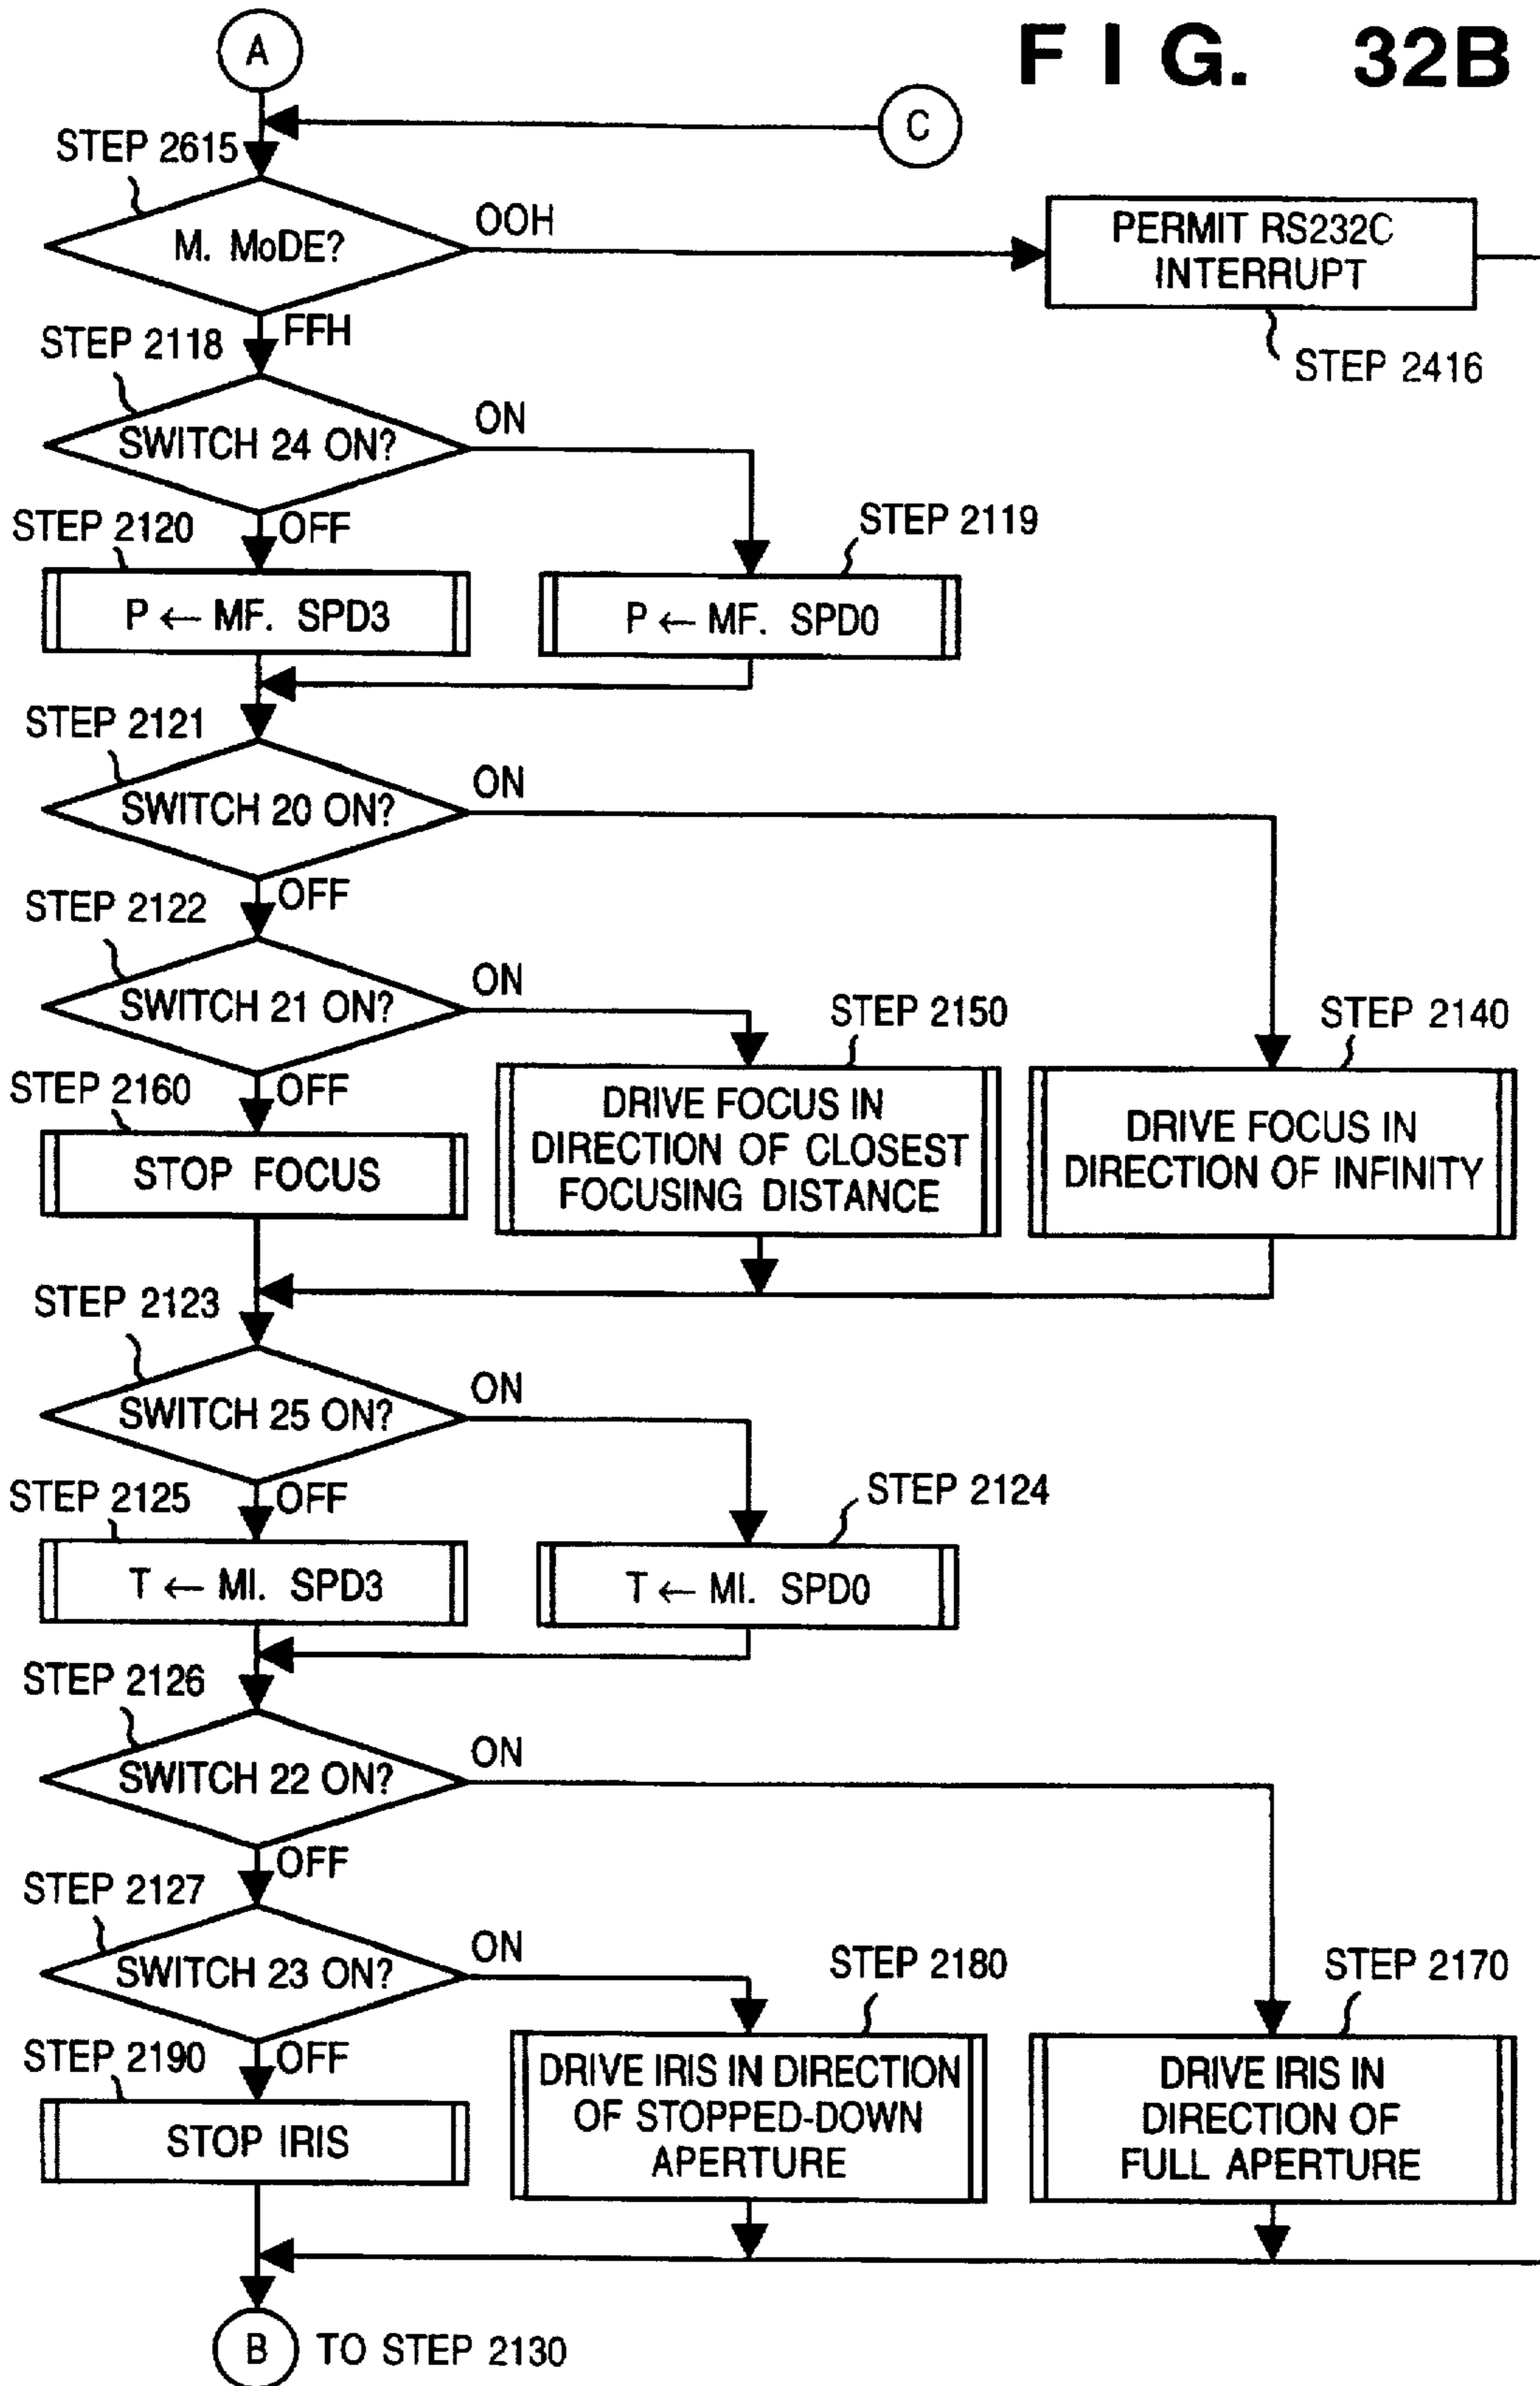 A
F I G. 32B
C
STEP 2615
M. MoDE?
OOH
PERMIT RS232C
INTERRUPT
STEP 2416
FFH
STEP 2118
SWITCH 24 ON?
ON
OFF
STEP 2120
P ← MF. SPD3
STEP 2119
P ← MF. SPD0
STEP 2121
SWITCH 20 ON?
ON
OFF
STEP 2122
SWITCH 21 ON?
ON
OFF
STEP 2160
STOP FOCUS
STEP 2150
DRIVE FOCUS IN
DIRECTION OF CLOSEST
FOCUSING DISTANCE
STEP 2140
DRIVE FOCUS IN
DIRECTION OF INFINITY
STEP 2123
SWITCH 25 ON?
ON
OFF
STEP 2125
T ← MI. SPD3
STEP 2124
T ← MI. SPD0
STEP 2126
SWITCH 22 ON?
ON
OFF
STEP 2127
SWITCH 23 ON?
ON
OFF
STEP 2190
STOP IRIS
STEP 2180
DRIVE IRIS IN DIRECTION
OF STOPPED-DOWN
APERTURE
STEP 2170
DRIVE IRIS IN
DIRECTION OF
FULL APERTURE
B TO STEP 2130